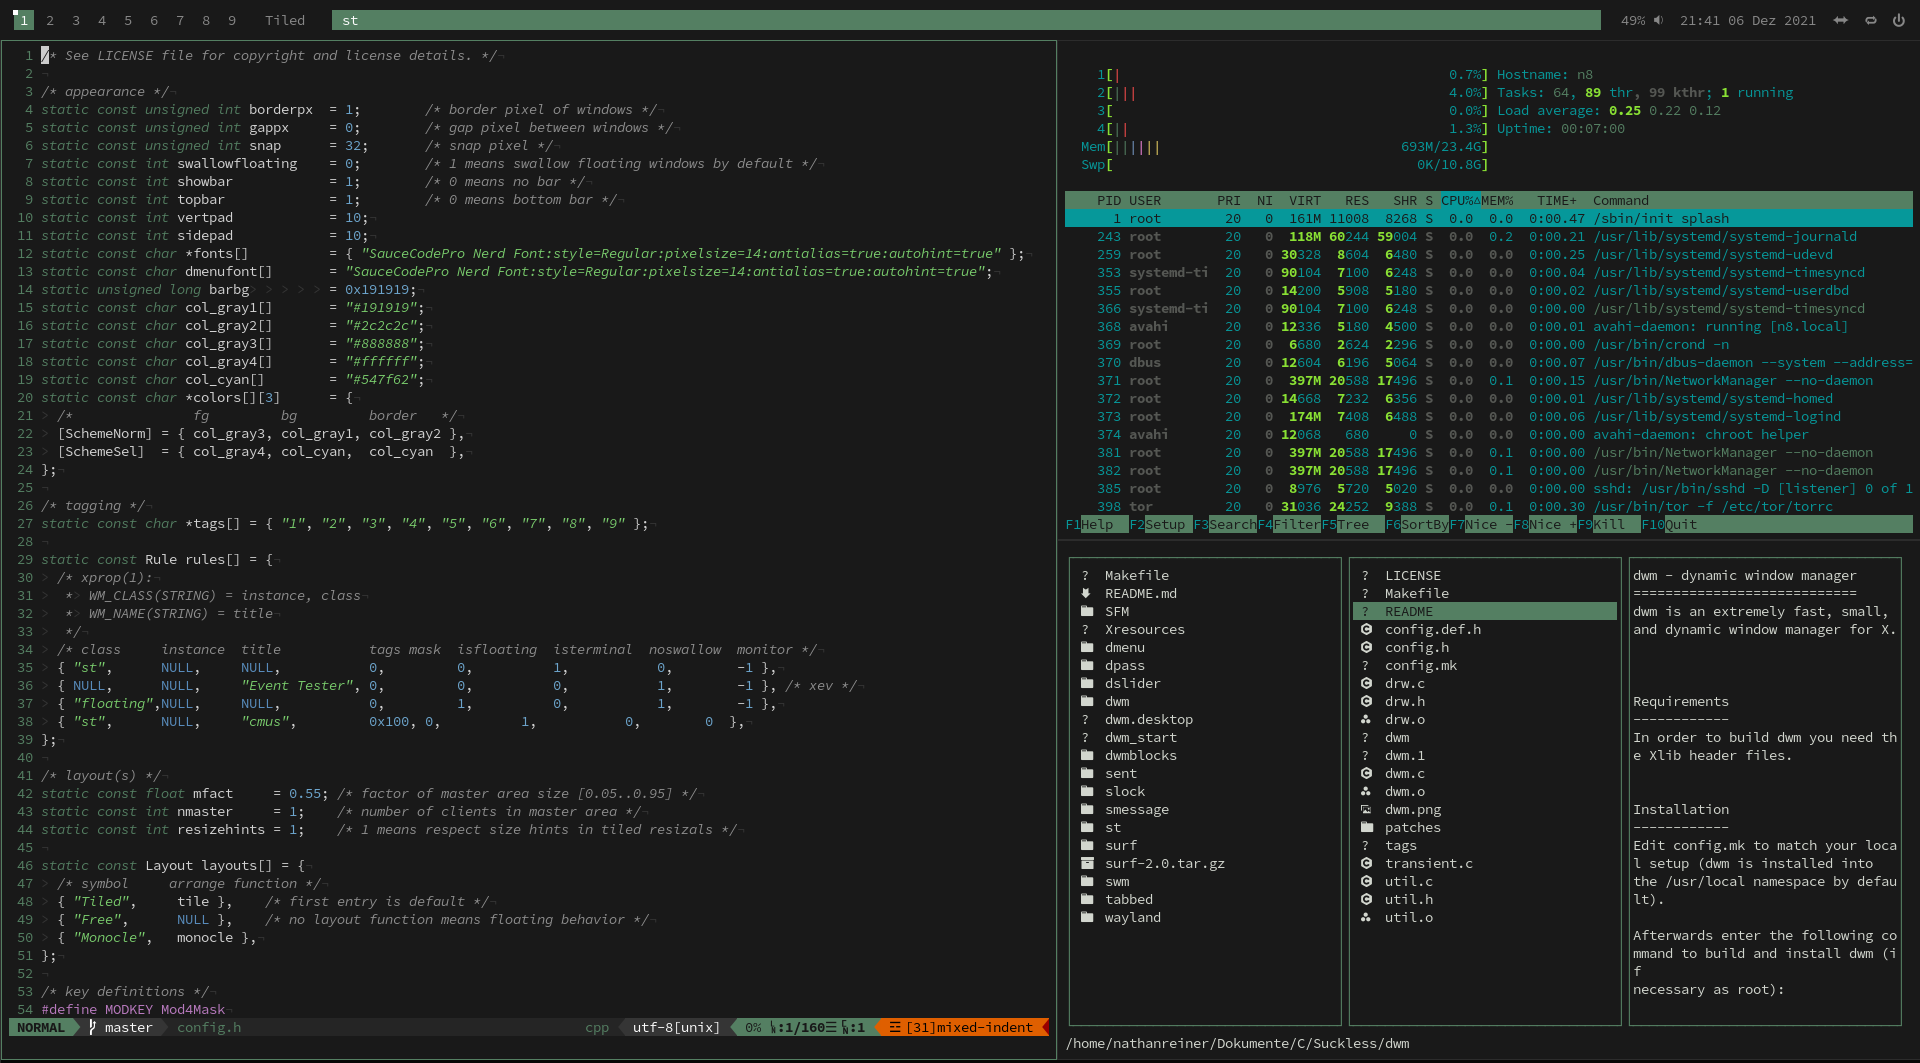 1 2 3 4 5 6 7 8 9 Tiled st 49% 21:41 06 Dez 2021
1 /* See LICENSE file for copyright and license details. */
2
3 /* appearance */
4 static const unsigned int borderpx  = 1;        /* border pixel of windows */
5 static const unsigned int gappx     = 0;        /* gap pixel between windows */
6 static const unsigned int snap      = 32;       /* snap pixel */
7 static const int swallowfloating    = 0;        /* 1 means swallow floating windows by default */
8 static const int showbar            = 1;        /* 0 means no bar */
9 static const int topbar             = 1;        /* 0 means bottom bar */
10 static const int vertpad            = 10;
11 static const int sidepad            = 10;
12 static const char *fonts[]          = { "SauceCodePro Nerd Font:style=Regular:pixelsize=14:antialias=true:autohint=true" };
13 static const char dmenufont[]       = "SauceCodePro Nerd Font:style=Regular:pixelsize=14:antialias=true:autohint=true";
14 static unsigned long barbg > > > > > = 0x191919;
15 static const char col_gray1[]       = "#191919";
16 static const char col_gray2[]       = "#2c2c2c";
17 static const char col_gray3[]       = "#888888";
18 static const char col_gray4[]       = "#ffffff";
19 static const char col_cyan[]        = "#547f62";
20 static const char *colors[][3]      = {
21 > /*               fg         bg         border   */
22 > [SchemeNorm] = { col_gray3, col_gray1, col_gray2 },
23 > [SchemeSel]  = { col_gray4, col_cyan,  col_cyan  },
24 };
25
26 /* tagging */
27 static const char *tags[] = { "1", "2", "3", "4", "5", "6", "7", "8", "9" };
28
29 static const Rule rules[] = {
30 > /* xprop(1):
31 >  *> WM_CLASS(STRING) = instance, class
32 >  *> WM_NAME(STRING) = title
33 >  */
34 > /* class     instance  title           tags mask  isfloating  isterminal  noswallow  monitor */
35 > { "st",      NULL,     NULL,           0,         0,          1,           0,        -1 },
36 > { NULL,      NULL,     "Event Tester", 0,         0,          0,           1,        -1 }, /* xev */
37 > { "floating",NULL,     NULL,           0,         1,          0,           1,        -1 },
38 > { "st",      NULL,     "cmus",         0x100, 0,           1,           0,         0  },
39 };
40
41 /* layout(s) */
42 static const float mfact     = 0.55; /* factor of master area size [0.05..0.95] */
43 static const int nmaster     = 1;    /* number of clients in master area */
44 static const int resizehints = 1;    /* 1 means respect size hints in tiled resizals */
45
46 static const Layout layouts[] = {
47 > /* symbol     arrange function */
48 > { "Tiled",     tile },    /* first entry is default */
49 > { "Free",      NULL },    /* no layout function means floating behavior */
50 > { "Monocle",   monocle },
51 };
52
53 /* key definitions */
54 #define MODKEY Mod4Mask
NORMAL master config.h cpp utf-8[unix] 0% :1/160 :1 [31]mixed-indent
1[| 0.7%] Hostname: n8
2[||| 4.0%] Tasks: 64, 89 thr, 99 kthr; 1 running
3[ 0.0%] Load average: 0.25 0.22 0.12
4[|| 1.3%] Uptime: 00:07:00
Mem[|||||| 693M/23.4G]
Swp[ 0K/10.8G]
PID USER PRI NI VIRT RES SHR S CPU%△MEM% TIME+ Command
1 root 20 0 161M 11008 8268 S 0.0 0.0 0:00.47 /sbin/init splash
243 root 20 0 118M 60244 59004 S 0.0 0.2 0:00.21 /usr/lib/systemd/systemd-journald
259 root 20 0 30328 8604 6480 S 0.0 0.0 0:00.25 /usr/lib/systemd/systemd-udevd
353 systemd-ti 20 0 90104 7100 6248 S 0.0 0.0 0:00.04 /usr/lib/systemd/systemd-timesyncd
355 root 20 0 14200 5908 5180 S 0.0 0.0 0:00.02 /usr/lib/systemd/systemd-userdbd
366 systemd-ti 20 0 90104 7100 6248 S 0.0 0.0 0:00.00 /usr/lib/systemd/systemd-timesyncd
368 avahi 20 0 12336 5180 4500 S 0.0 0.0 0:00.01 avahi-daemon: running [n8.local]
369 root 20 0 6680 2624 2296 S 0.0 0.0 0:00.00 /usr/bin/crond -n
370 dbus 20 0 12604 6196 5064 S 0.0 0.0 0:00.07 /usr/bin/dbus-daemon --system --address=
371 root 20 0 397M 20588 17496 S 0.0 0.1 0:00.15 /usr/bin/NetworkManager --no-daemon
372 root 20 0 14668 7232 6356 S 0.0 0.0 0:00.01 /usr/lib/systemd/systemd-homed
373 root 20 0 174M 7408 6488 S 0.0 0.0 0:00.06 /usr/lib/systemd/systemd-logind
374 avahi 20 0 12068 680 0 S 0.0 0.0 0:00.00 avahi-daemon: chroot helper
381 root 20 0 397M 20588 17496 S 0.0 0.1 0:00.00 /usr/bin/NetworkManager --no-daemon
382 root 20 0 397M 20588 17496 S 0.0 0.1 0:00.00 /usr/bin/NetworkManager --no-daemon
385 root 20 0 8976 5720 5020 S 0.0 0.0 0:00.00 sshd: /usr/bin/sshd -D [listener] 0 of 1
398 tor 20 0 31036 24252 9388 S 0.0 0.1 0:00.30 /usr/bin/tor -f /etc/tor/torrc
F1Help F2Setup F3SearchF4FilterF5Tree F6SortByF7Nice -F8Nice +F9Kill F10Quit
? Makefile
README.md
SFM
? Xresources
dmenu
dpass
dslider
dwm
? dwm.desktop
? dwm_start
dwmblocks
sent
slock
smessage
st
surf
surf-2.0.tar.gz
swm
tabbed
wayland
? LICENSE
? Makefile
? README
config.def.h
config.h
? config.mk
drw.c
drw.h
drw.o
? dwm
? dwm.1
dwm.c
dwm.o
dwm.png
patches
? tags
transient.c
util.c
util.h
util.o
dwm - dynamic window manager
============================
dwm is an extremely fast, small,
and dynamic window manager for X.
Requirements
------------
In order to build dwm you need th
e Xlib header files.
Installation
------------
Edit config.mk to match your loca
l setup (dwm is installed into
the /usr/local namespace by defau
lt).
Afterwards enter the following co
mmand to build and install dwm (i
f
necessary as root):
/home/nathanreiner/Dokumente/C/Suckless/dwm